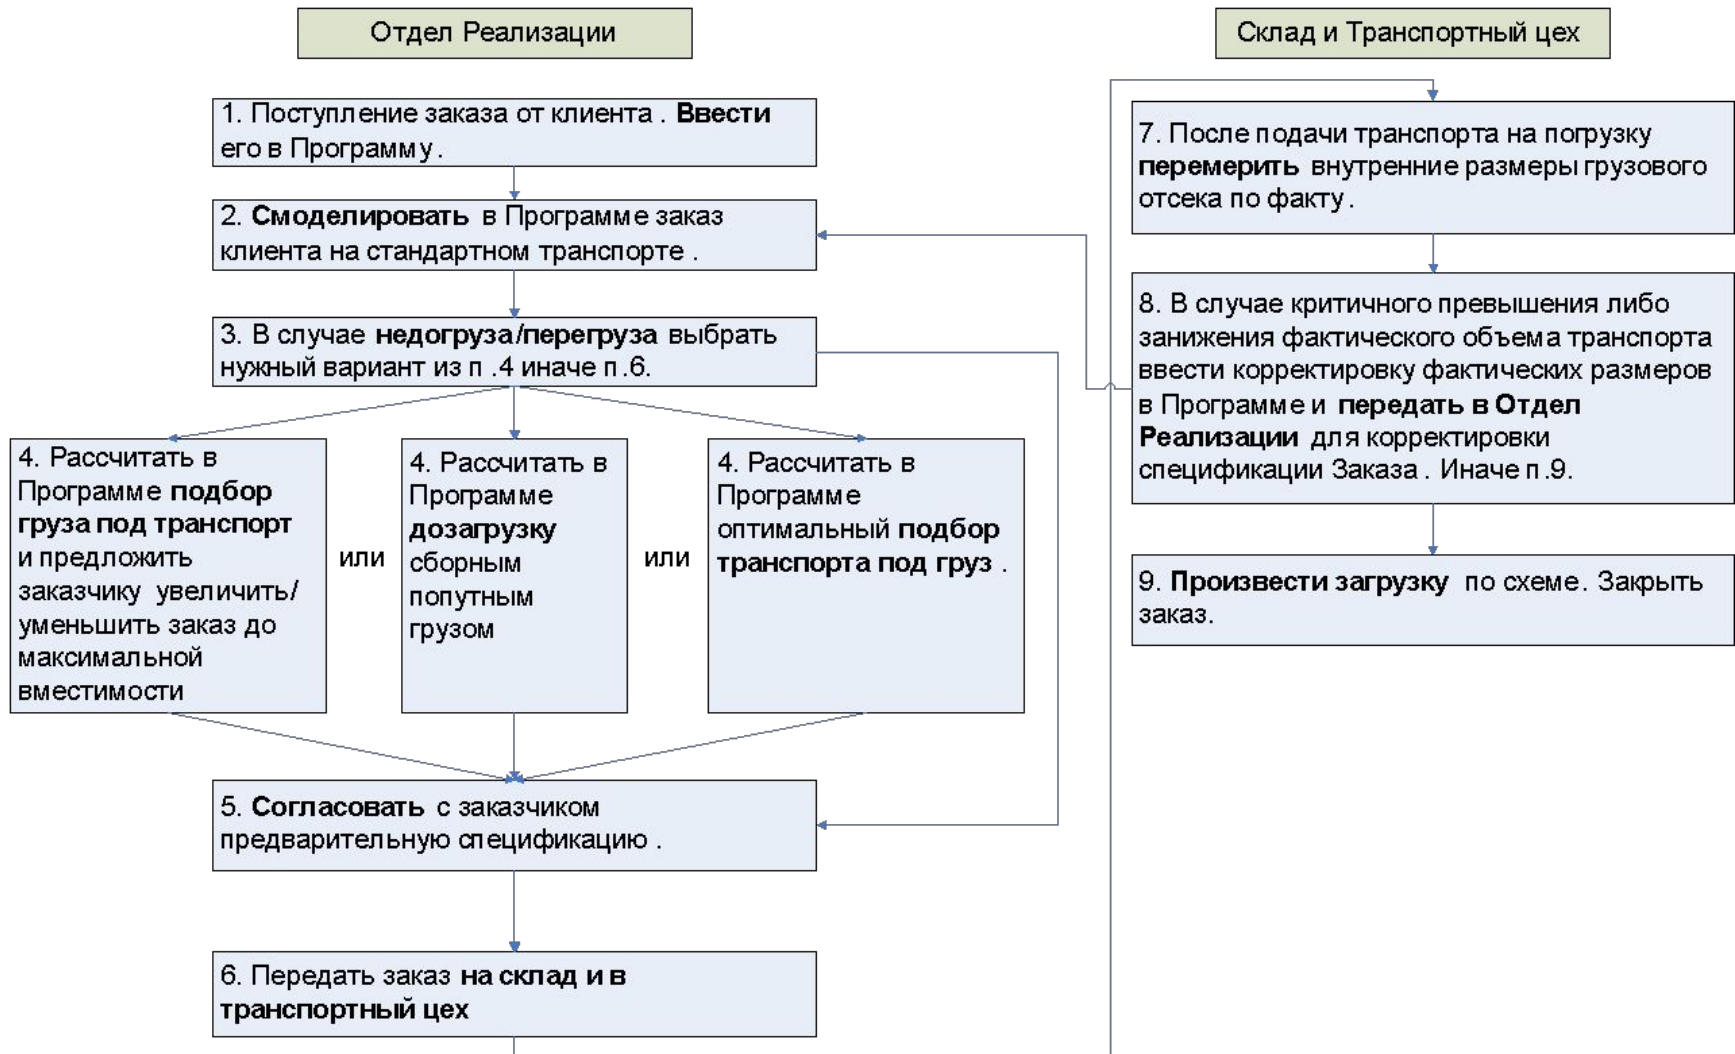 Отдел Реализации
1. Поступление заказа от клиента . Ввести
его в Программу .
2. Смоделировать в Программе заказ
клиента на стандартном транспорте .
3. В случае недогруза/перегруза выбрать
нужный вариант из п .4 иначе п.6.
4. Рассчитать в
Программе подбор
груза под транспорт
и предложить
заказчику увеличить/
уменьшить заказ до
максимальной
вместимости
или
4. Рассчитать в
Программе
дозагрузку
сборным
попутным
грузом
или
4. Рассчитать в
Программе
оптимальный подбор
транспорта под груз .
5. Согласовать с заказчиком
предварительную спецификацию .
6. Передать заказ на склад и в
транспортный цех
Склад и Транспортный цех
7. После подачи транспорта на погрузку
перемерить внутренние размеры грузового
отсека по факту .
8. В случае критичного превышения либо
занижения фактического объема транспорта
ввести корректировку фактических размеров
в Программе и передать в Отдел
Реализации для корректировки
спецификации Заказа . Иначе п.9.
9. Произвести загрузку по схеме. Закрыть
заказ.